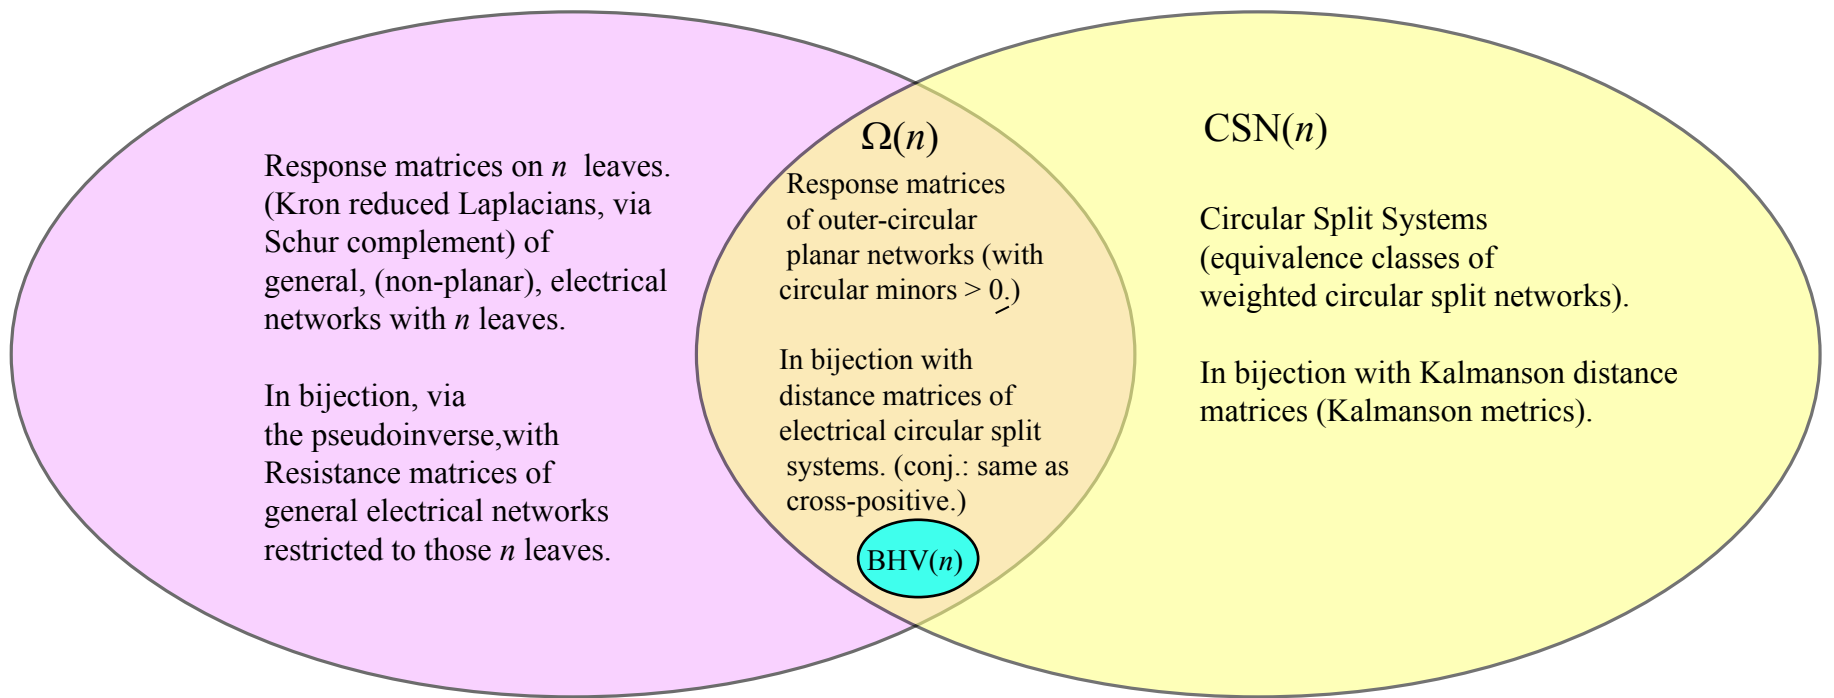 Response matrices on n leaves.
(Kron reduced Laplacians, via
Schur complement) of
general, (non-planar), electrical
networks with n leaves.
In bijection, via
the pseudoinverse,with
Resistance matrices of
general electrical networks
restricted to those n leaves.
Ω(n)
Response matrices
of outer-circular
planar networks (with
circular minors ≥ 0.)
In bijection with
distance matrices of
electrical circular split
systems. (conj.: same as
cross-positive.)
BHV(n)
CSN(n)
Circular Split Systems
(equivalence classes of
weighted circular split networks).
In bijection with Kalmanson distance
matrices (Kalmanson metrics).